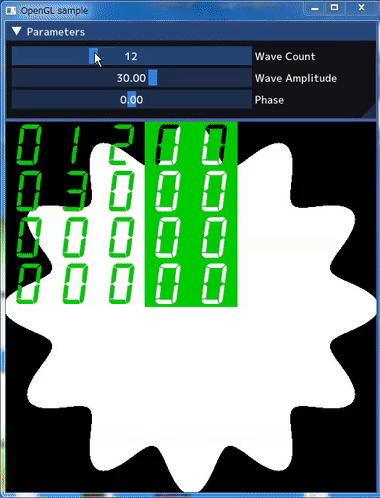 OpenGL sample
Parameters
12 Wave Count
30.00 Wave Amplitude
0.00 Phase
0 1 2 0 0
0 3 0 0 0
0 0 0 0 0
0 0 0 0 0